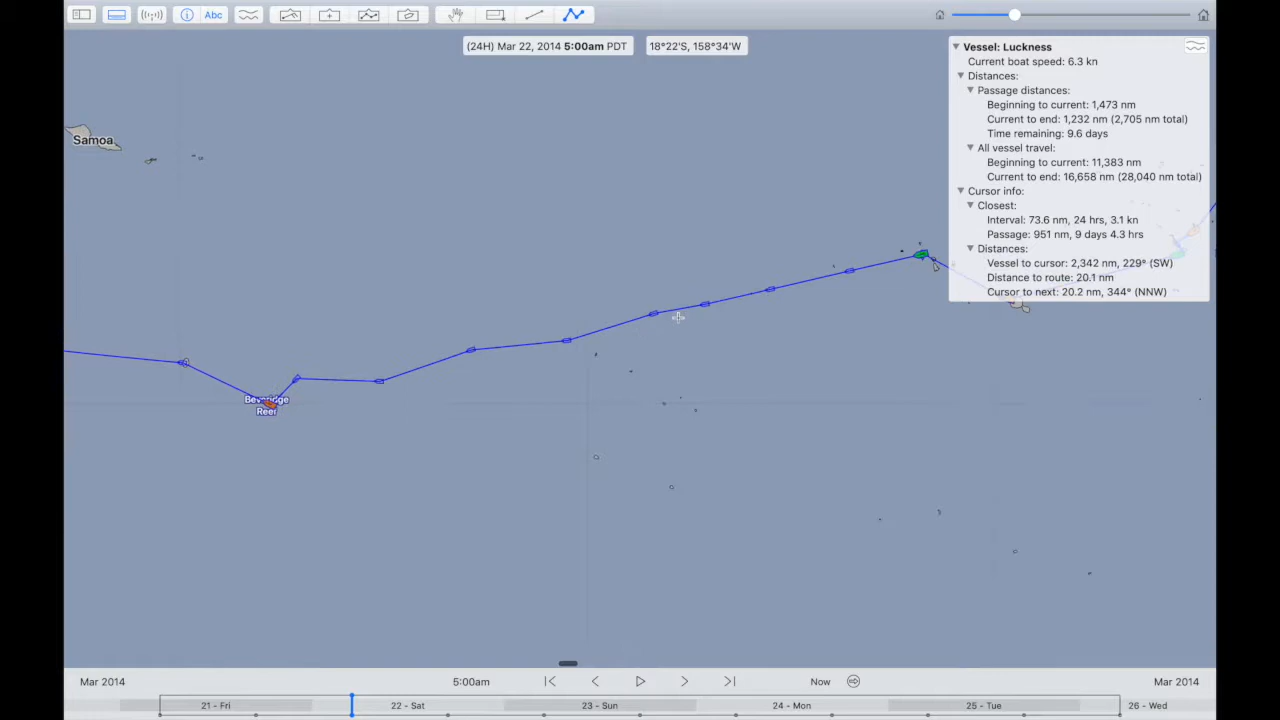 Abc
(24H) Mar 22, 2014 5:00am PDT
18°22'S, 158°34'W
Vessel: Luckness
Current boat speed: 6.3 kn
Distances:
Passage distances:
Beginning to current: 1,473 nm
Current to end: 1,232 nm (2,705 nm total)
Time remaining: 9.6 days
All vessel travel:
Beginning to current: 11,383 nm
Current to end: 16,658 nm (28,040 nm total)
Cursor info:
Closest:
Interval: 73.6 nm, 24 hrs, 3.1 kn
Passage: 951 nm, 9 days 4.3 hrs
Distances:
Vessel to cursor: 2,342 nm, 229° (SW)
Distance to route: 20.1 nm
Cursor to next: 20.2 nm, 344° (NNW)
Samoa
Beveridge
Reef
Mar 2014
5:00am
Now
Mar 2014
21 - Fri
22 - Sat
23 - Sun
24 - Mon
25 - Tue
26 - Wed